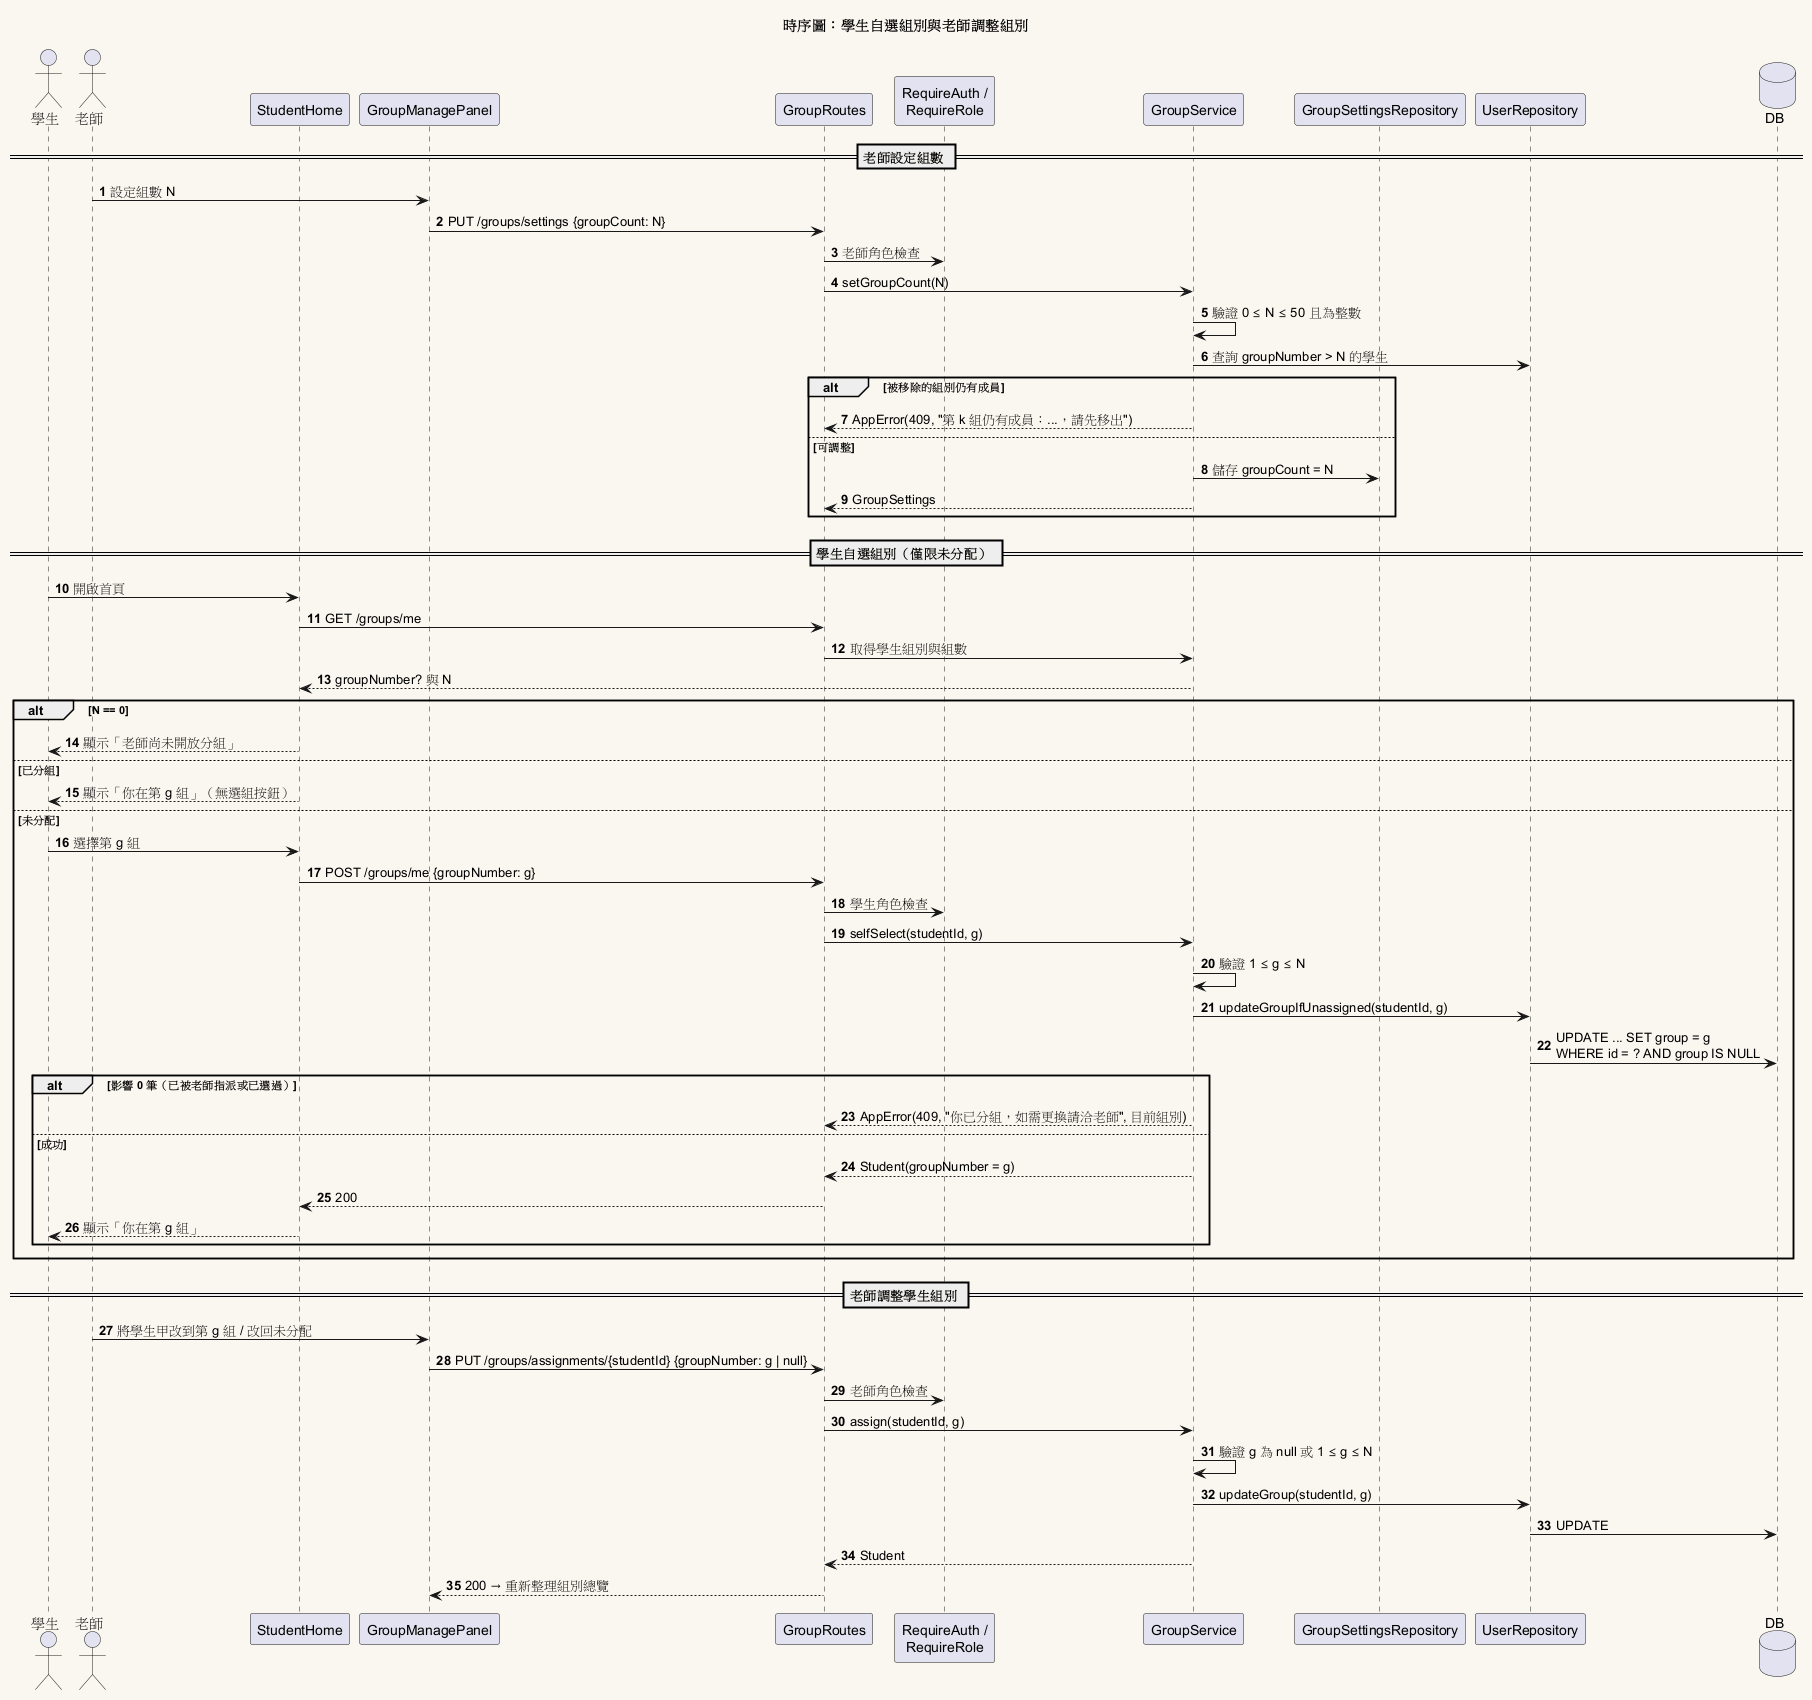 時序圖：學生自選組別與老師調整組別
學生
老師
StudentHome
GroupManagePanel
GroupRoutes
RequireAuth /
RequireRole
GroupService
GroupSettingsRepository
UserRepository
DB
老師設定組數
1 設定組數 N
2 PUT /groups/settings {groupCount: N}
3 老師角色檢查
4 setGroupCount(N)
5 驗證 0 ≤ N ≤ 50 且為整數
6 查詢 groupNumber > N 的學生
alt [被移除的組別仍有成員]
7 AppError(409, "第 k 組仍有成員：...，請先移出")
[可調整]
8 儲存 groupCount = N
9 GroupSettings
學生自選組別（僅限未分配）
10 開啟首頁
11 GET /groups/me
12 取得學生組別與組數
13 groupNumber? 與 N
alt [N == 0]
14 顯示「老師尚未開放分組」
[已分組]
15 顯示「你在第 g 組」（無選組按鈕）
[未分配]
16 選擇第 g 組
17 POST /groups/me {groupNumber: g}
18 學生角色檢查
19 selfSelect(studentId, g)
20 驗證 1 ≤ g ≤ N
21 updateGroupIfUnassigned(studentId, g)
22 UPDATE ... SET group = g
WHERE id = ? AND group IS NULL
alt [影響 0 筆（已被老師指派或已選過）]
23 AppError(409, "你已分組，如需更換請洽老師", 目前組別)
[成功]
24 Student(groupNumber = g)
25 200
26 顯示「你在第 g 組」
老師調整學生組別
27 將學生甲改到第 g 組 / 改回未分配
28 PUT /groups/assignments/{studentId} {groupNumber: g | null}
29 老師角色檢查
30 assign(studentId, g)
31 驗證 g 為 null 或 1 ≤ g ≤ N
32 updateGroup(studentId, g)
33 UPDATE
34 Student
35 200 → 重新整理組別總覽
學生
老師
StudentHome
GroupManagePanel
GroupRoutes
RequireAuth /
RequireRole
GroupService
GroupSettingsRepository
UserRepository
DB